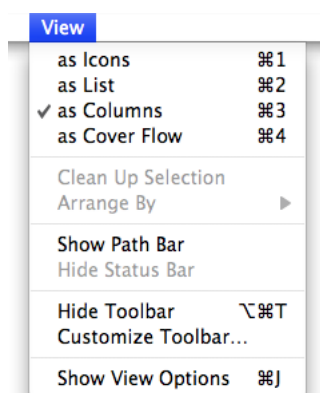 View
as Icons ⌘1
as List ⌘2
✓ as Columns ⌘3
as Cover Flow ⌘4
Clean Up Selection
Arrange By ▶
Show Path Bar
Hide Status Bar
Hide Toolbar ⌥⌘T
Customize Toolbar...
Show View Options ⌘J